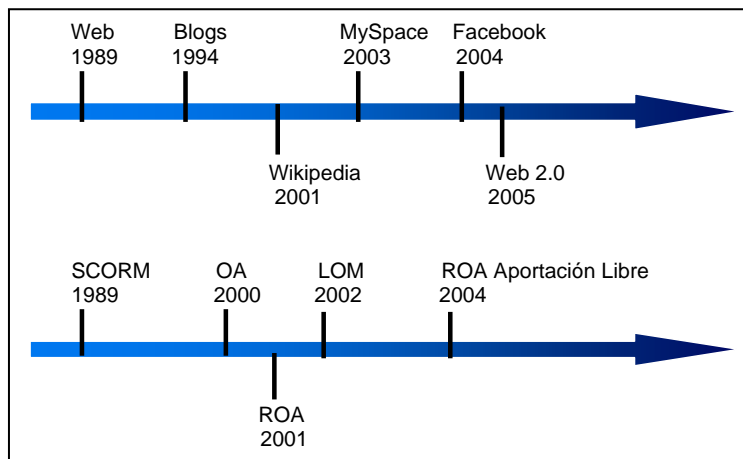 Web
1989
Blogs
1994
MySpace
2003
Facebook
2004
Wikipedia
2001
Web 2.0
2005
SCORM
1989
OA
2000
LOM
2002
ROA Aportación Libre
2004
ROA
2001